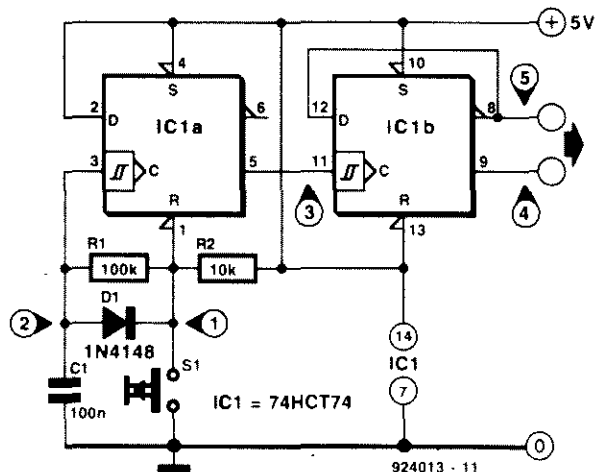 + 5V
4
10
5
S
S
2
D
IC1a
6
12
D
IC1b
8
3
C
5
11
C
9
R
R
3
4
1
13
R1
R2
100k
10k
D1
2
1
14
1N4148
C1
S1
IC1
100n
IC1 = 74HCT74
7
0
924013 - 11